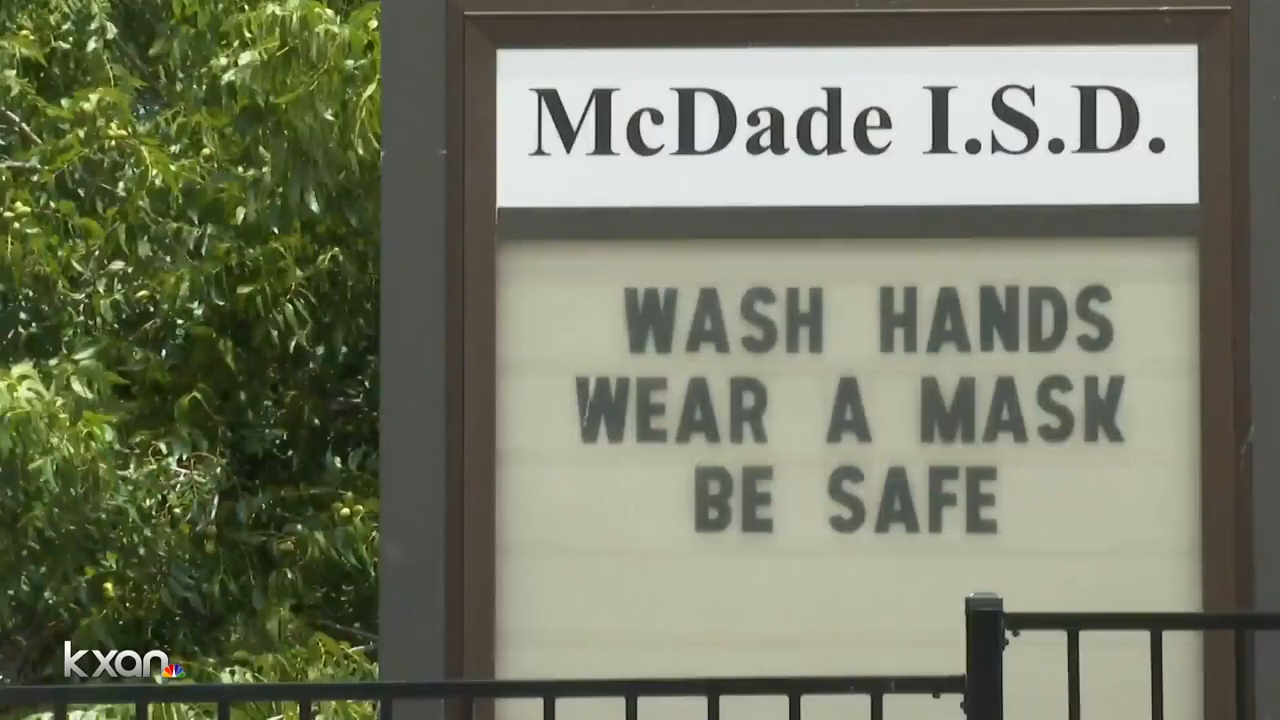 McDade I.S.D.
WASH HANDS
WEAR A MASK
BE SAFE
kxan